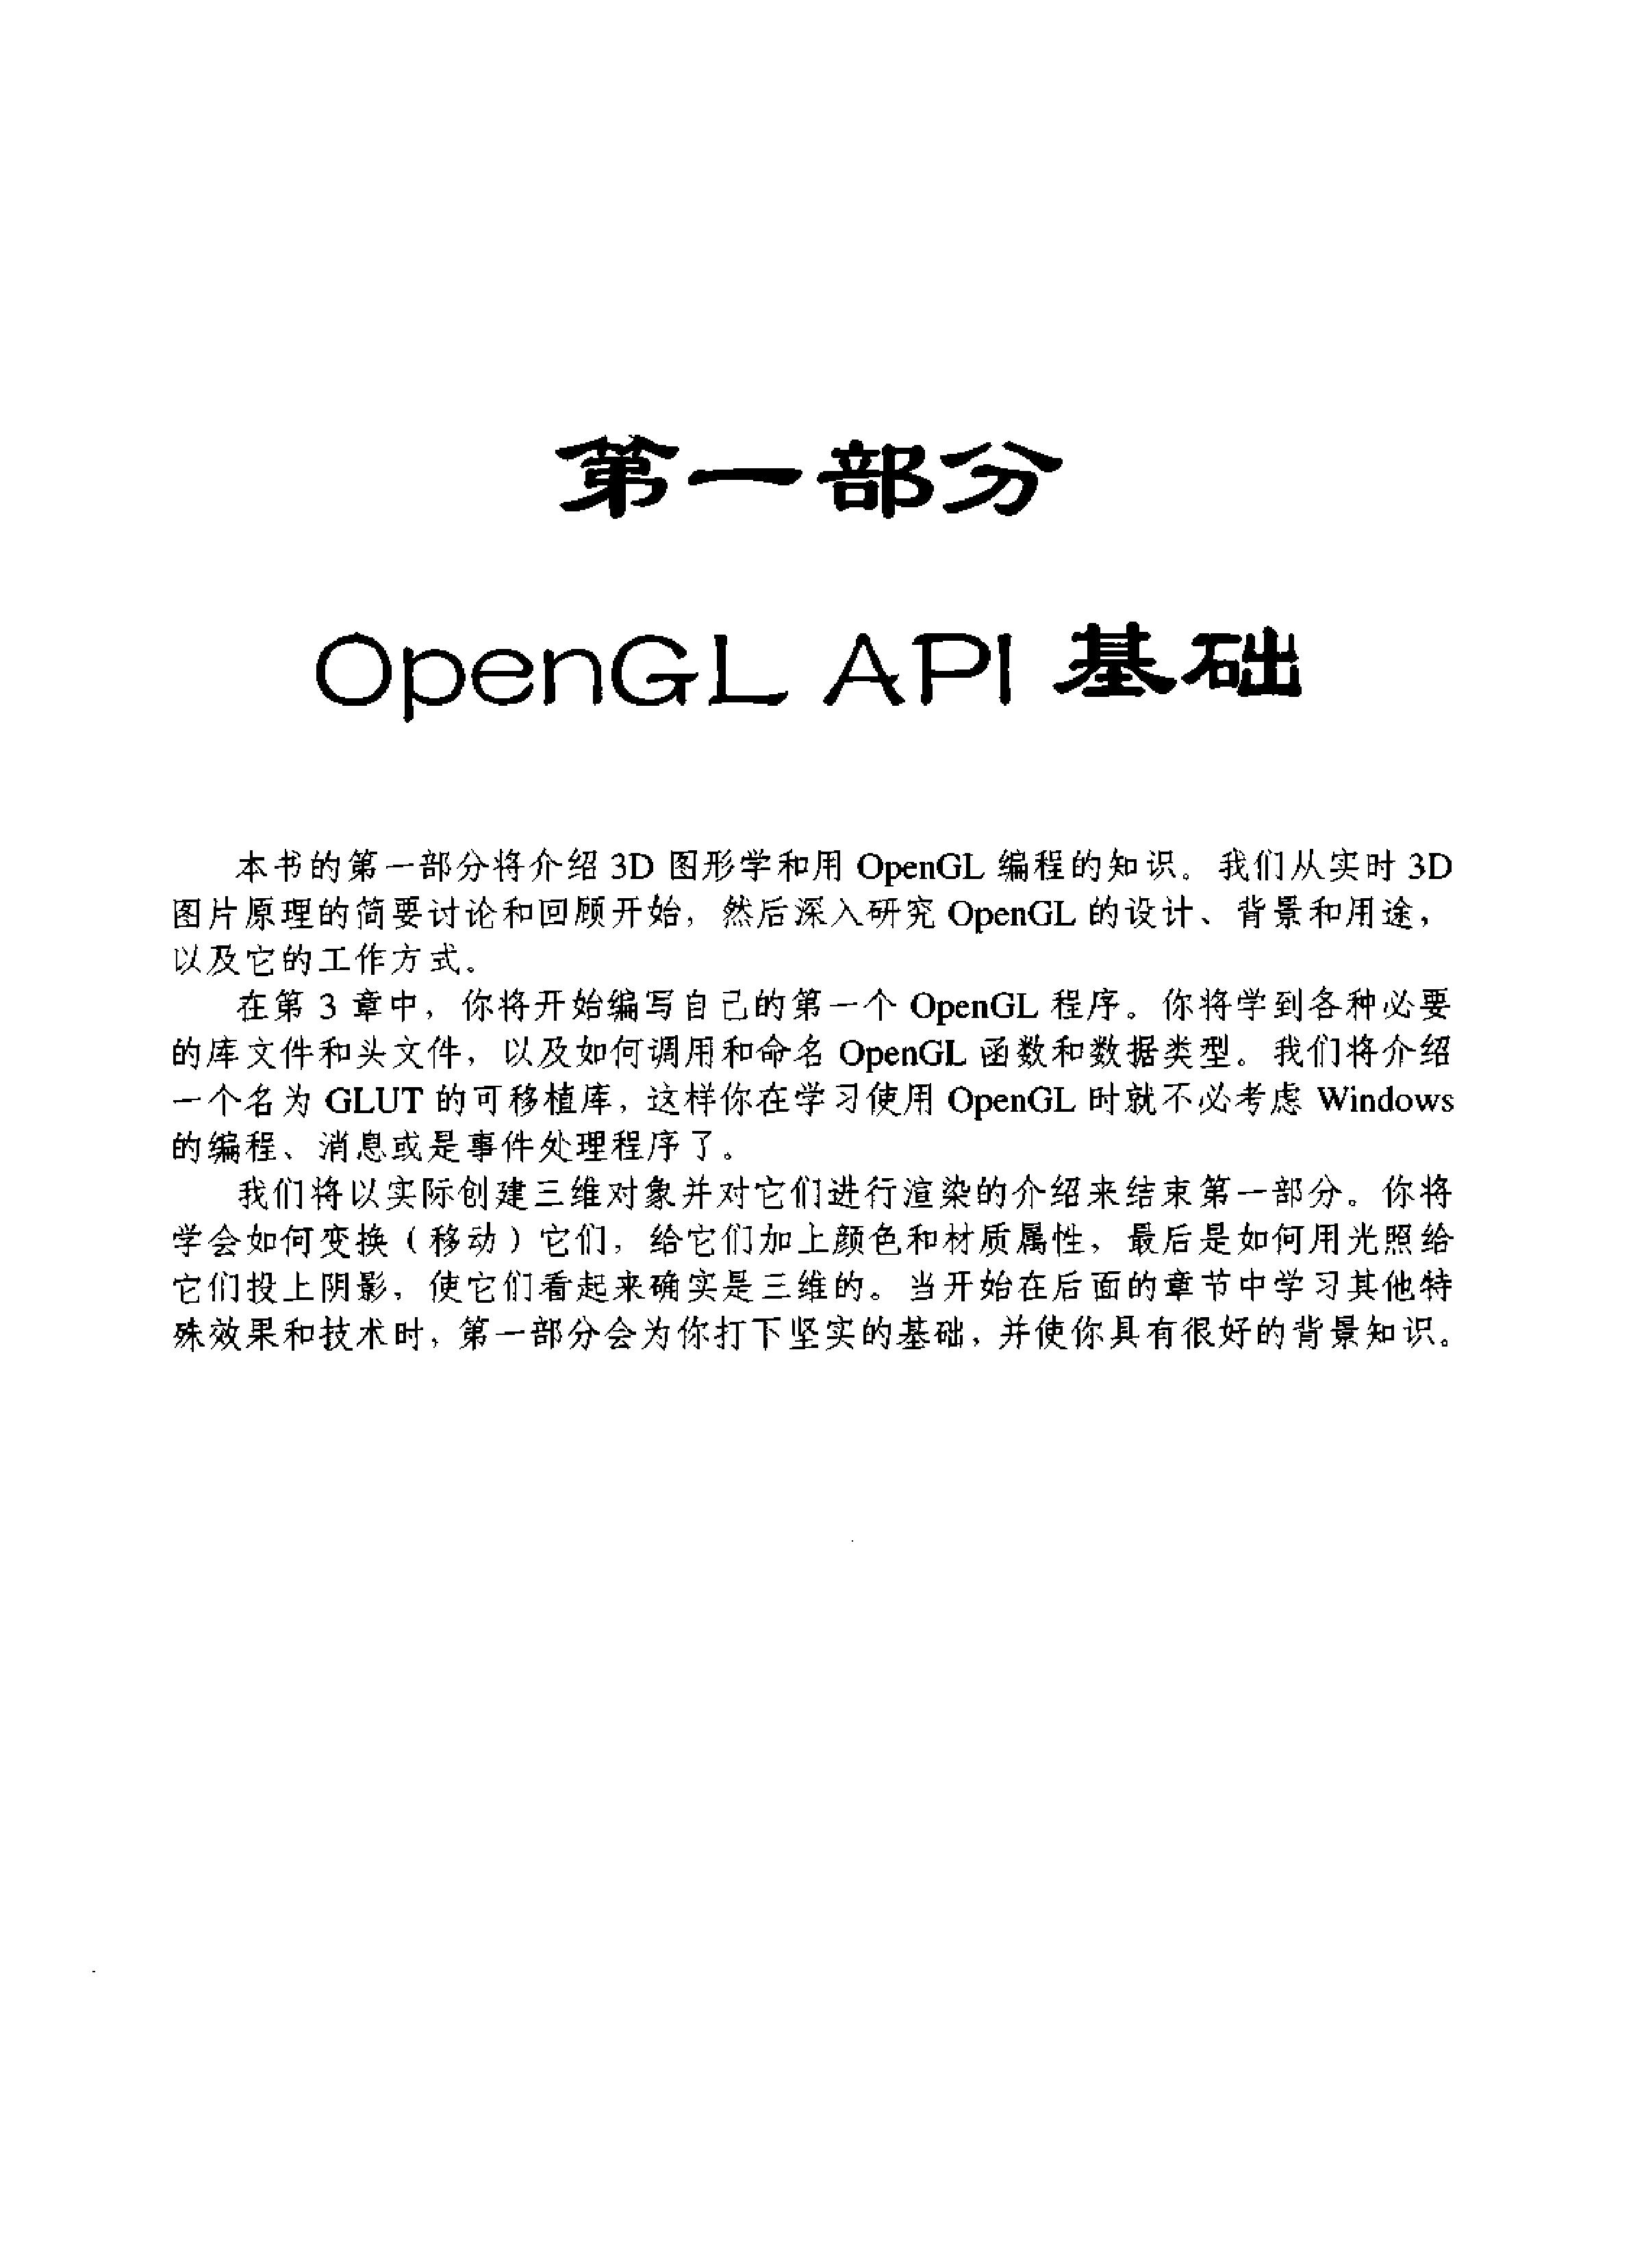 第一部分
OpenGL API 基础
本书的第一部分将介绍 3D 图形学和用 OpenGL 编程的知识。我们从实时 3D
图片原理的简要讨论和回顾开始，然后深入研究 OpenGL 的设计、背景和用途，
以及它的工作方式。
在第 3 章中，你将开始编写自己的第一个 OpenGL 程序。你将学到各种必要
的库文件和头文件，以及如何调用和命名 OpenGL 函数和数据类型。我们将介绍
一个名为 GLUT 的可移植库，这样你在学习使用 OpenGL 时就不必考虑 Windows
的编程、消息或是事件处理程序了。
我们将以实际创建三维对象并对它们进行渲染的介绍来结束第一部分。你将
学会如何变换（移动）它们，给它们加上颜色和材质属性，最后是如何用光照给
它们投上阴影，使它们看起来确实是三维的。当开始在后面的章节中学习其他特
殊效果和技术时，第一部分会为你打下坚实的基础，并使你具有很好的背景知识。